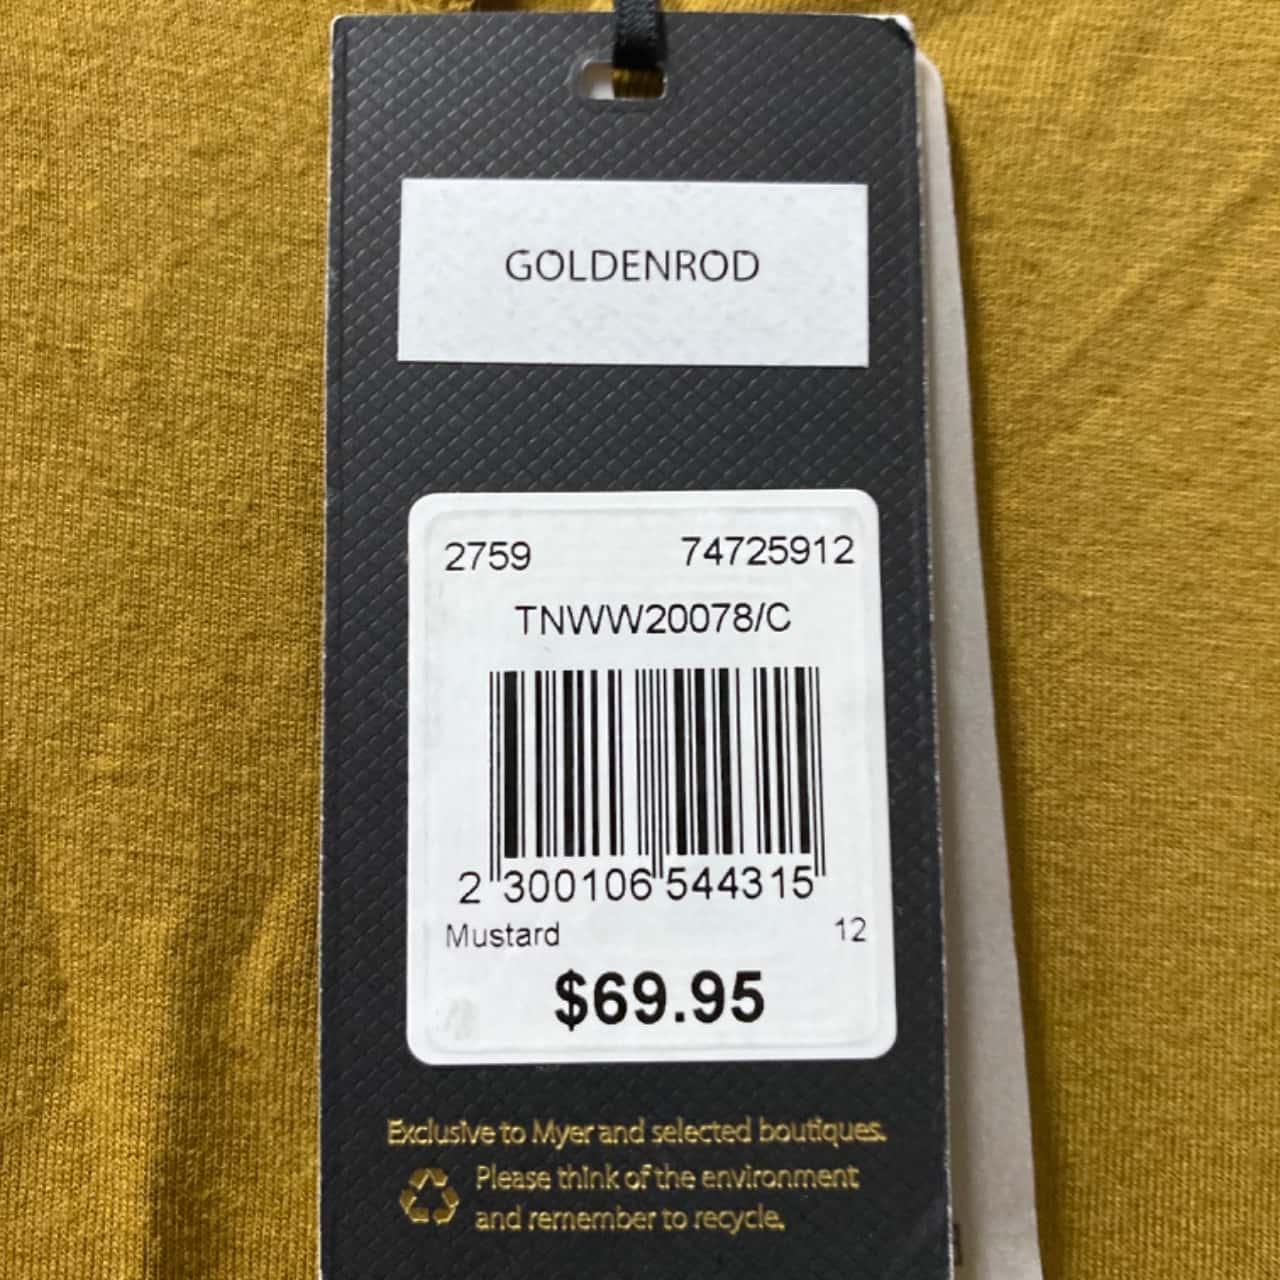 GOLDENROD
2759 74725912
TNWW20078/C
2 300106 544315
Mustard 12
$69.95
Exclusive to Myer and selected boutiques.
Please think of the environment
and remember to recycle.